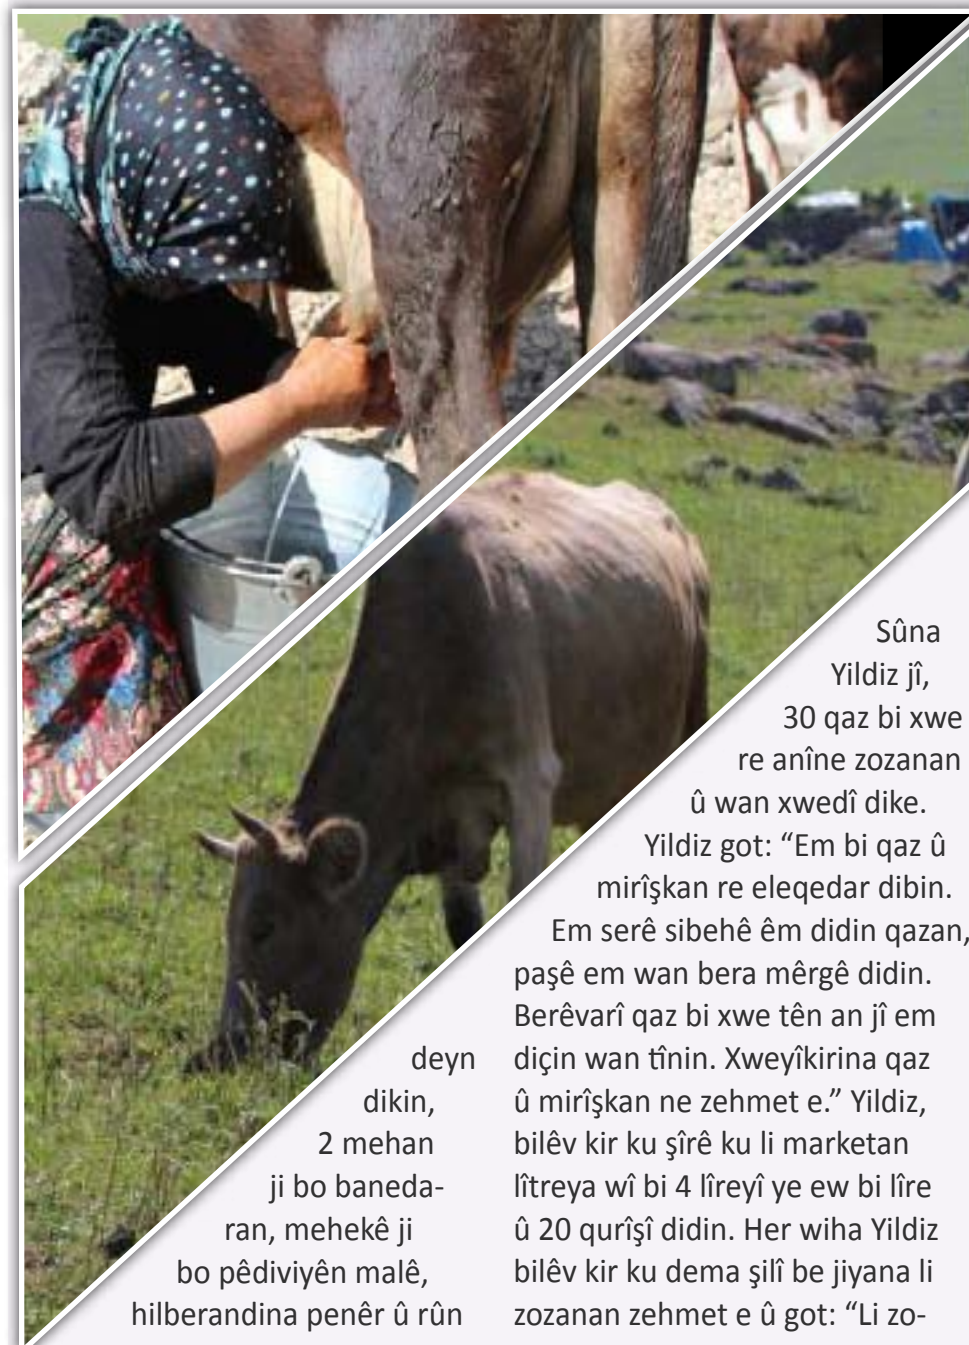 deyn
dikin,
2 mehan
ji bo baneda-
ran, mehekê ji
bo pêdiviyên malê,
hilberandina penêr û rûn
Sûna
Yildiz jî,
30 qaz bi xwe
re anîne zozanan
û wan xwedî dike.
Yildiz got: “Em bi qaz û
mirîşkan re eleqedar dibin.
Em serê sibehê êm didin qazan,
paşê em wan bera mêrgê didin.
Berêvarî qaz bi xwe tên an jî em
diçin wan tînin. Xweyîkirina qaz
û mirîşkan ne zehmet e.” Yildiz,
bilêv kir ku şîrê ku li marketan
lîtreya wî bi 4 lîreyî ye ew bi lîre
û 20 qurîşî didin. Her wiha Yildiz
bilêv kir ku dema şilî be jiyana li
zozanan zehmet e û got: “Li zo-